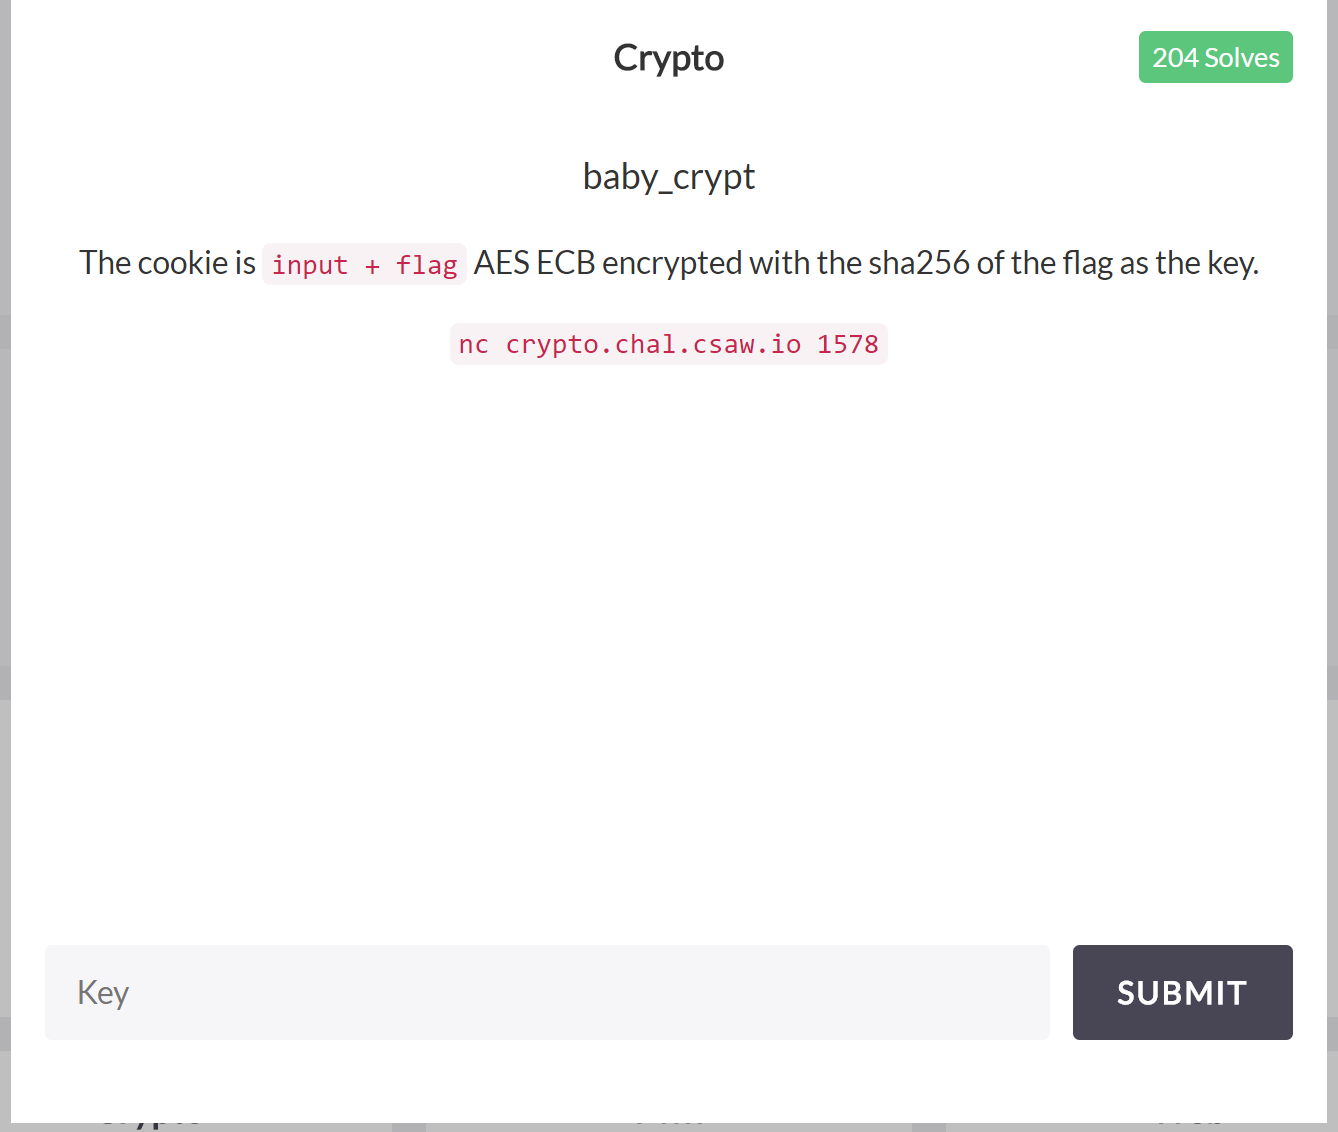 Crypto
204 Solves
baby_crypt
The cookie is input + flag AES ECB encrypted with the sha256 of the flag as the key.
nc crypto.chal.csaw.io 1578
Key
SUBMIT